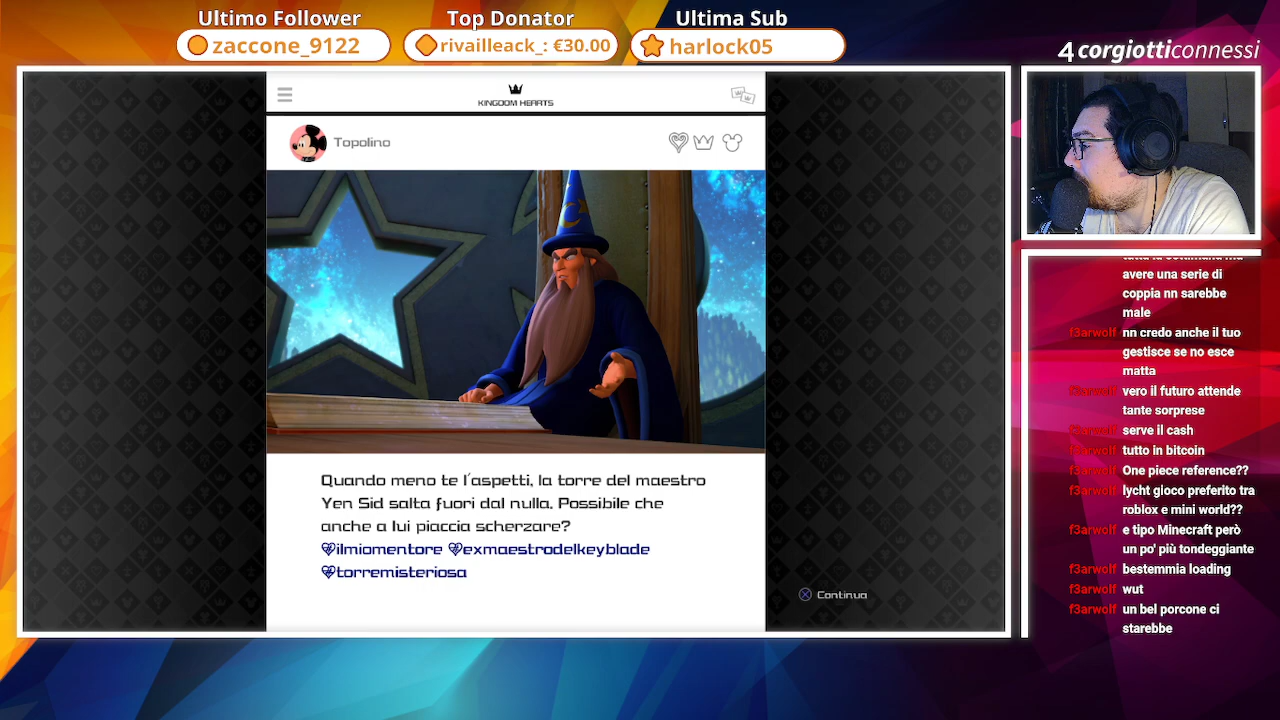 Ultimo Follower
Top Donator
Ultima Sub
zaccone_9122
rivailleack_: €30.00
harlock05
4 corgiotticonnessi
KINGDOM HEARTS
Topolino
Quando meno te l'aspetti, la torre del maestro
Yen Sid salta fuori dal nulla. Possibile che
anche a lui piaccia scherzare?
ilmiomentore exmaestrodelkeyblade
torremisteriosa
Continua
avere una serie di
coppia nn sarebbe
male
f3arwolf nn credo anche il tuo
gestisce se no esce
matta
f3arwolf vero il futuro attende
tante sorprese
f3arwolf serve il cash
f3arwolf tutto in bitcoin
f3arwolf One piece reference??
f3arwolf lycht gioco preferito tra
roblox e mini world??
f3arwolf e tipo Minecraft però
un po' più tondeggiante
f3arwolf bestemmia loading
f3arwolf wut
f3arwolf un bel porcone ci
starebbe